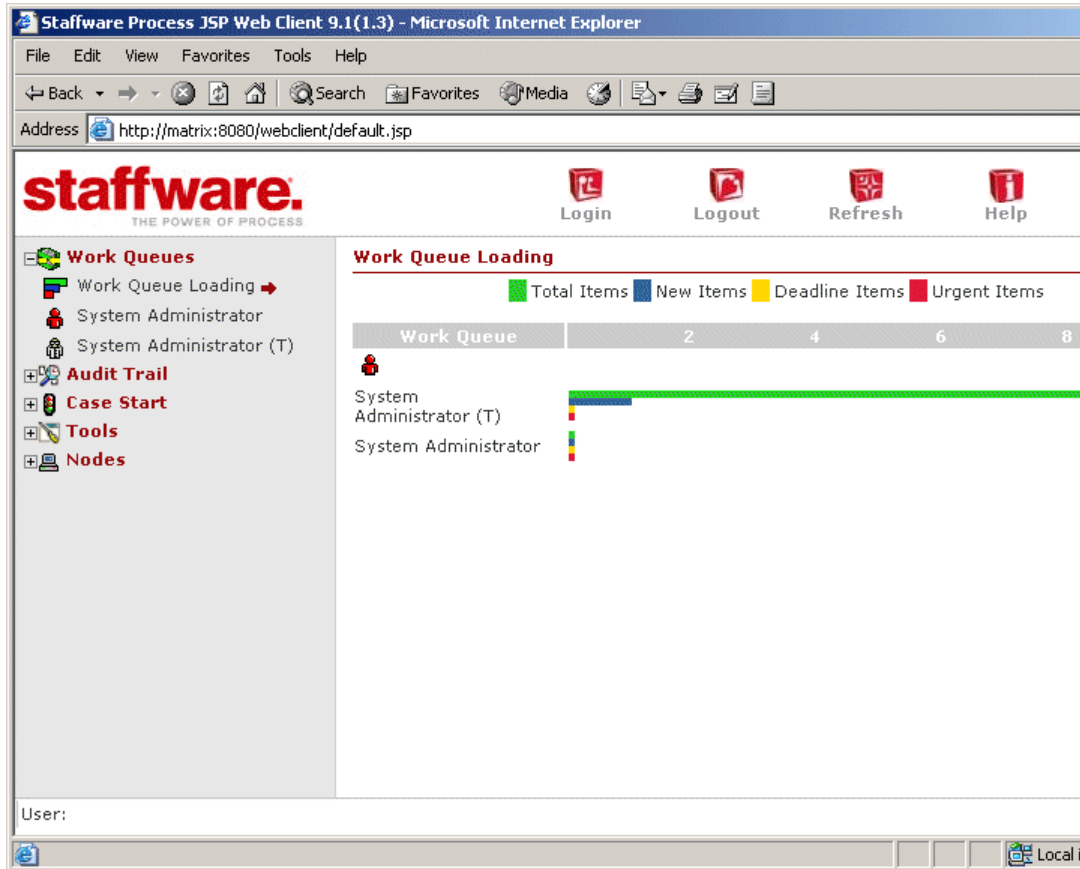 Staffware Process JSP Web Client 9.1(1.3) - Microsoft Internet Explorer
File Edit View Favorites Tools Help
Back Search Favorites Media
Address http://matrix:8080/webclient/default.jsp
staffware.
THE POWER OF PROCESS
Login Logout Refresh Help
Work Queues
Work Queue Loading
System Administrator
System Administrator (T)
Audit Trail
Case Start
Tools
Nodes
Work Queue Loading
Total Items New Items Deadline Items Urgent Items
Work Queue 2 4 6 8
System
Administrator (T)
System Administrator
User:
Local i